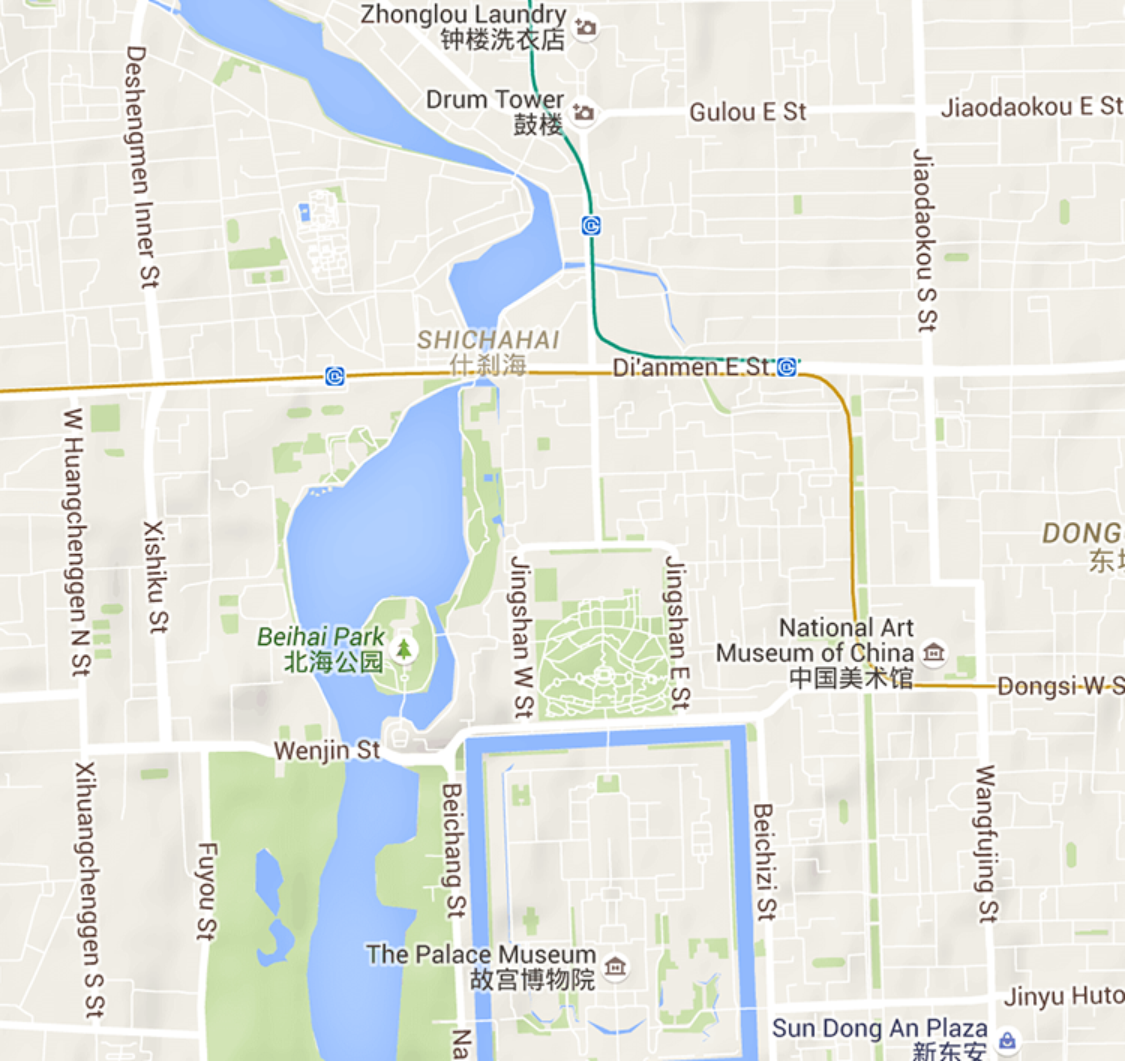 Zhonglou Laundry
钟楼洗衣店
Deshengmen Inner St
Drum Tower
鼓楼
Gulou E St
Jiaodaokou E St
Jiaodaokou S St
SHICHAHAI
什刹海
Di'anmen E St
W Huangchenggen N St
Xishiku St
DONG
东
Jingshan W St
Jingshan E St
Beihai Park
北海公园
National Art
Museum of China
中国美术馆
Dongsi W S
Wenjin St
Xihuangchenggen S St
Fuyou St
Beichang St
Beichizi St
Wangfujing St
The Palace Museum
故宫博物院
Jinyu Huto
Na
Sun Dong An Plaza
新东安